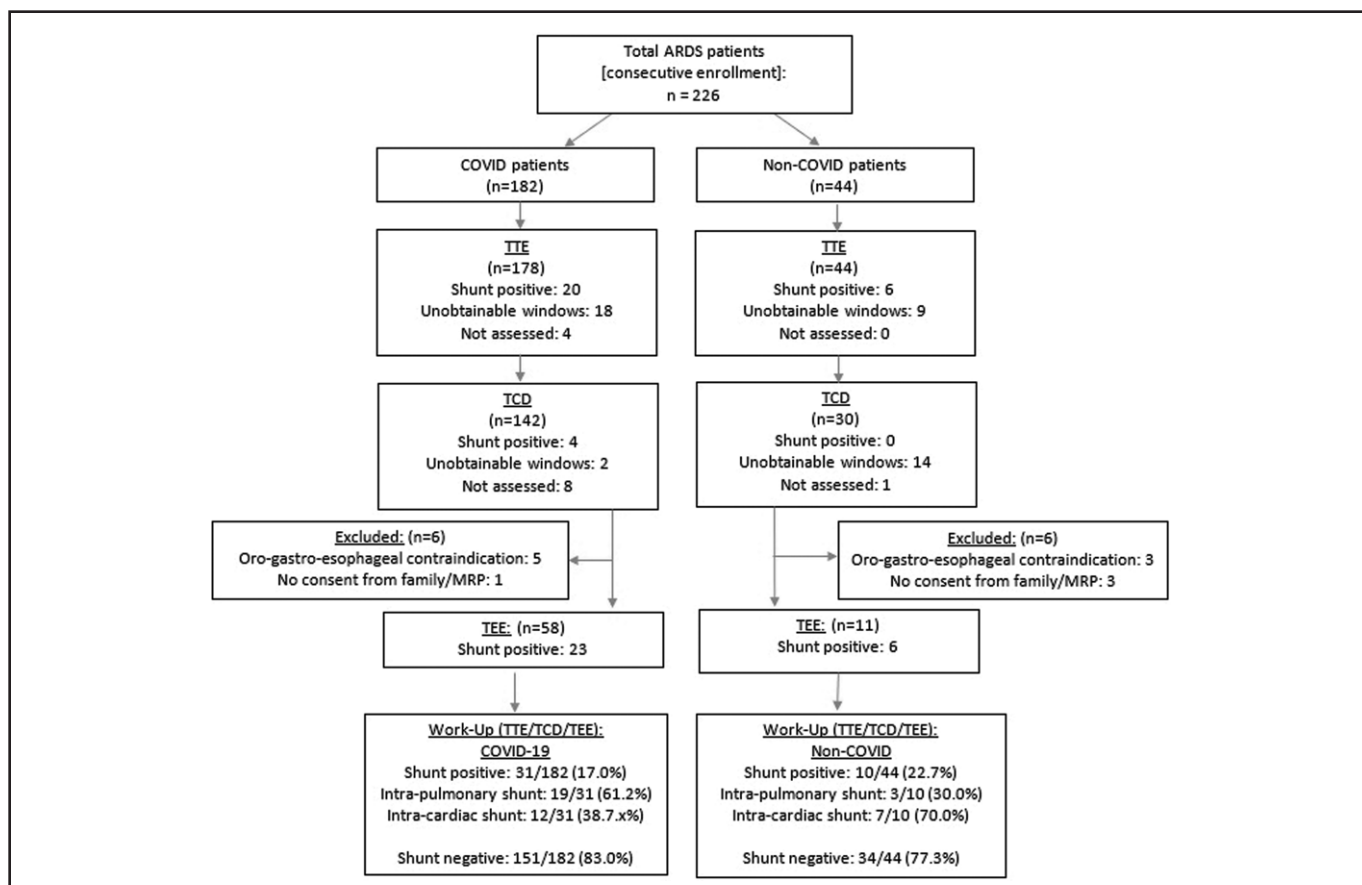 Total ARDS patients
[consecutive enrollment]:
n = 226
COVID patients
(n=182)
Non-COVID patients
(n=44)
TTE
(n=178)
Shunt positive: 20
Unobtainable windows: 18
Not assessed: 4
TTE
(n=44)
Shunt positive: 6
Unobtainable windows: 9
Not assessed: 0
TCD
(n=142)
Shunt positive: 4
Unobtainable windows: 2
Not assessed: 8
TCD
(n=30)
Shunt positive: 0
Unobtainable windows: 14
Not assessed: 1
Excluded: (n=6)
Oro-gastro-esophageal contraindication: 5
No consent from family/MRP: 1
Excluded: (n=6)
Oro-gastro-esophageal contraindication: 3
No consent from family/MRP: 3
TEE: (n=58)
Shunt positive: 23
TEE: (n=11)
Shunt positive: 6
Work-Up (TTE/TCD/TEE):
COVID-19
Shunt positive: 31/182 (17.0%)
Intra-pulmonary shunt: 19/31 (61.2%)
Intra-cardiac shunt: 12/31 (38.7.x%)
Shunt negative: 151/182 (83.0%)
Work-Up (TTE/TCD/TEE):
Non-COVID
Shunt positive: 10/44 (22.7%)
Intra-pulmonary shunt: 3/10 (30.0%)
Intra-cardiac shunt: 7/10 (70.0%)
Shunt negative: 34/44 (77.3%)